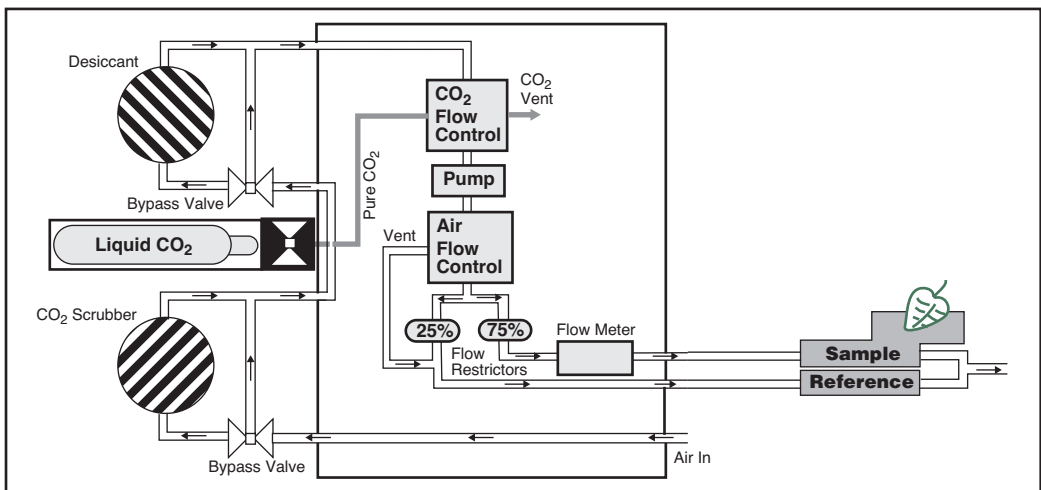 Desiccant
CO₂
Vent
CO₂
Flow
Control
Pure CO₂
Pump
Bypass Valve
Liquid CO₂
Vent
Air
Flow
Control
CO₂ Scrubber
25%
75%
Flow Meter
Flow
Restrictors
Sample
Reference
Bypass Valve
Air In